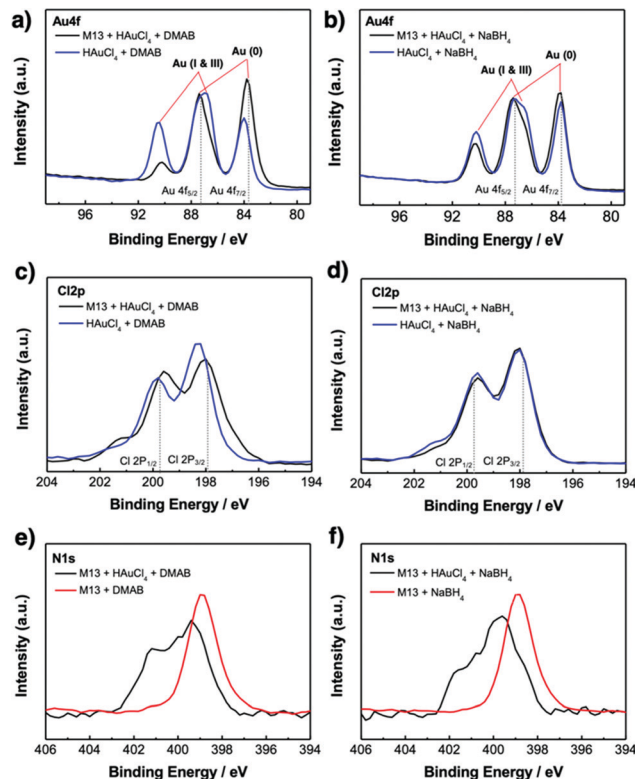 a)
Au4f
M13 + HAuCl₄ + DMAB
HAuCl₄ + DMAB
Au (0)
Au (I & III)
Au 4f5/2 Au 4f7/2
96 92 88 84 80
Binding Energy / eV
Intensity (a.u.)
b)
Au4f
M13 + HAuCl₄ + NaBH₄
HAuCl₄ + NaBH₄
Au (0)
Au (I & III)
Au 4f5/2 Au 4f7/2
96 92 88 84 80
Binding Energy / eV
Intensity (a.u.)
c)
Cl2p
M13 + HAuCl₄ + DMAB
HAuCl₄ + DMAB
Cl 2P1/2 Cl 2P3/2
204 202 200 198 196 194
Binding Energy / eV
Intensity (a.u.)
d)
Cl2p
M13 + HAuCl₄ + NaBH₄
HAuCl₄ + NaBH₄
Cl 2P1/2 Cl 2P3/2
204 202 200 198 196 194
Binding Energy / eV
Intensity (a.u.)
e)
N1s
M13 + HAuCl₄ + DMAB
M13 + DMAB
406 404 402 400 398 396 394
Binding Energy / eV
Intensity (a.u.)
f)
N1s
M13 + HAuCl₄ + NaBH₄
M13 + NaBH₄
406 404 402 400 398 396 394
Binding Energy / eV
Intensity (a.u.)